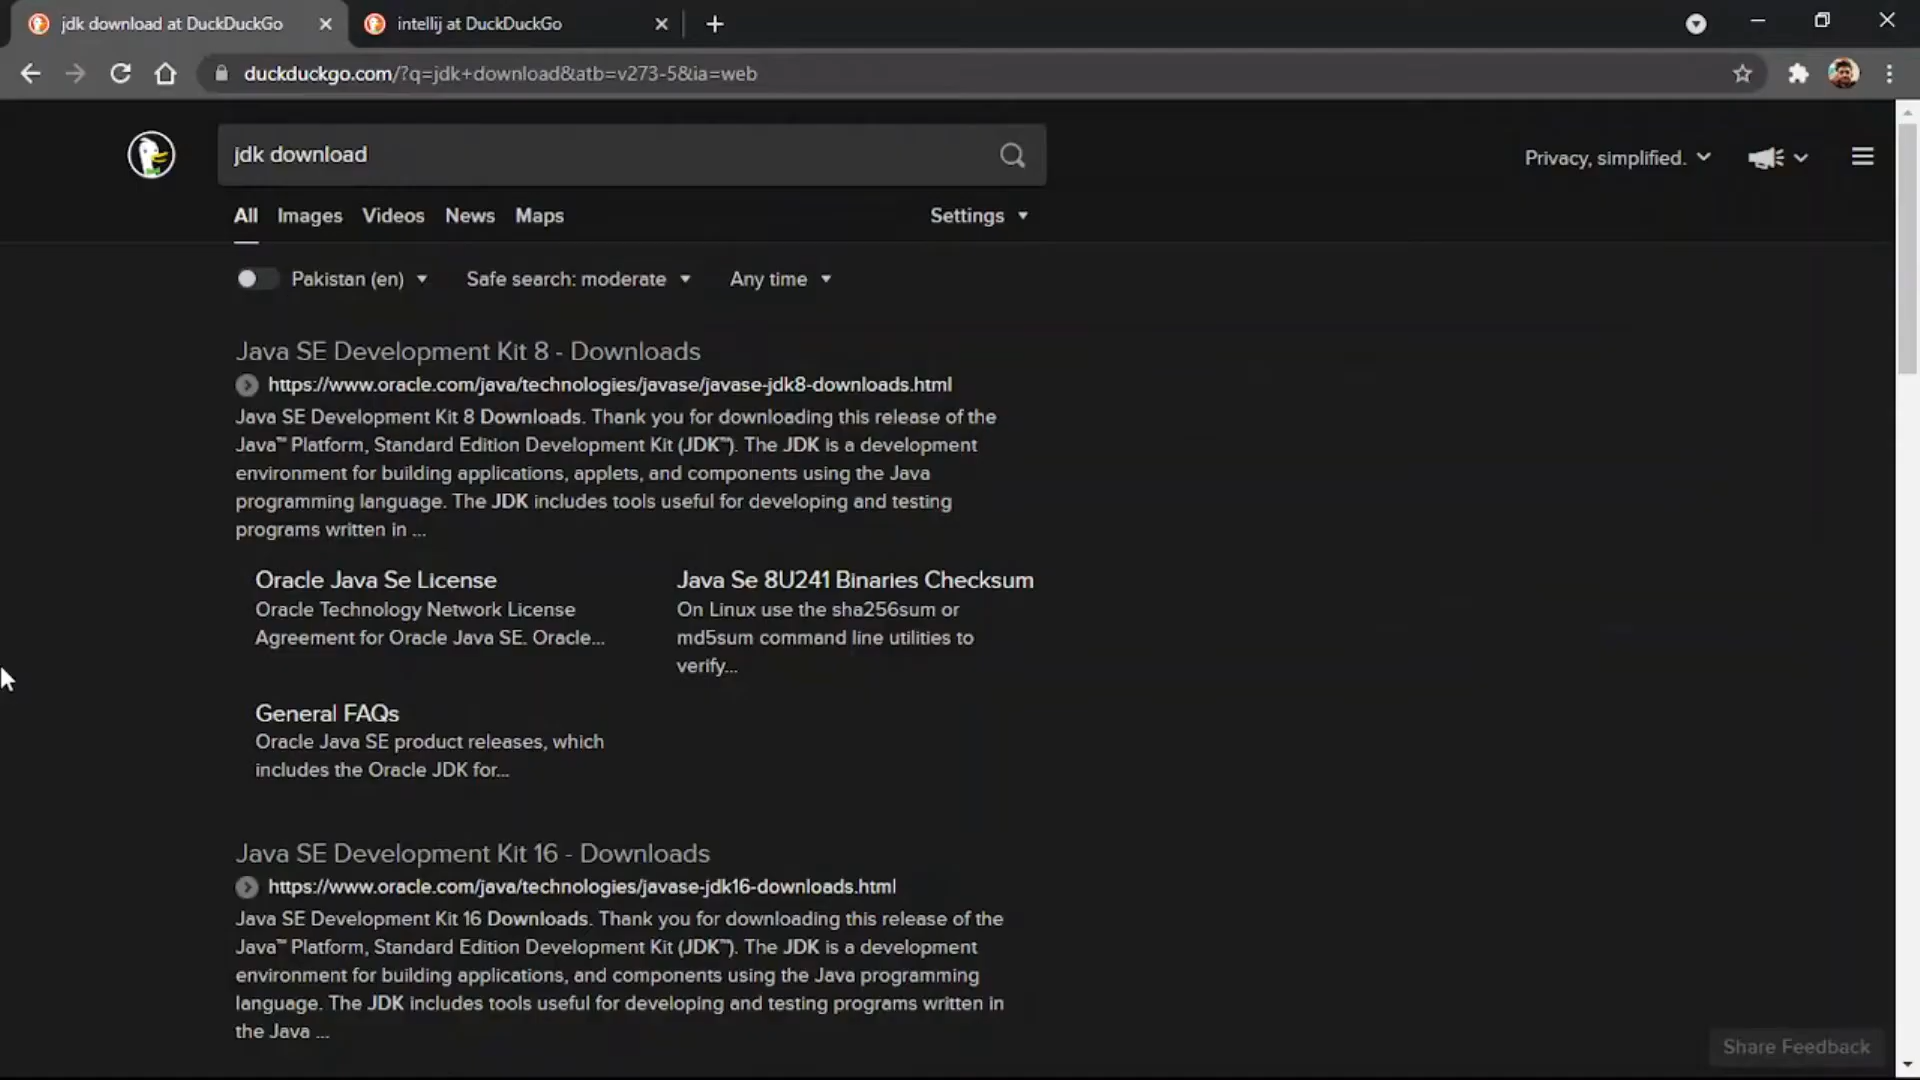 jdk download at DuckDuckGo
intellij at DuckDuckGo
duckduckgo.com/?q=jdk+download&atb=v273-5&ia=web
jdk download
Privacy, simplified.
All Images Videos News Maps Settings
Pakistan (en) Safe search: moderate Any time
Java SE Development Kit 8 - Downloads
https://www.oracle.com/java/technologies/javase/javase-jdk8-downloads.html
Java SE Development Kit 8 Downloads. Thank you for downloading this release of the
Java™ Platform, Standard Edition Development Kit (JDK™). The JDK is a development
environment for building applications, applets, and components using the Java
programming language. The JDK includes tools useful for developing and testing
programs written in ...
Oracle Java Se License
Oracle Technology Network License
Agreement for Oracle Java SE. Oracle...
Java Se 8U241 Binaries Checksum
On Linux use the sha256sum or
md5sum command line utilities to
verify...
General FAQs
Oracle Java SE product releases, which
includes the Oracle JDK for...
Java SE Development Kit 16 - Downloads
https://www.oracle.com/java/technologies/javase-jdk16-downloads.html
Java SE Development Kit 16 Downloads. Thank you for downloading this release of the
Java™ Platform, Standard Edition Development Kit (JDK™). The JDK is a development
environment for building applications, and components using the Java programming
language. The JDK includes tools useful for developing and testing programs written in
the Java ...
Share Feedback